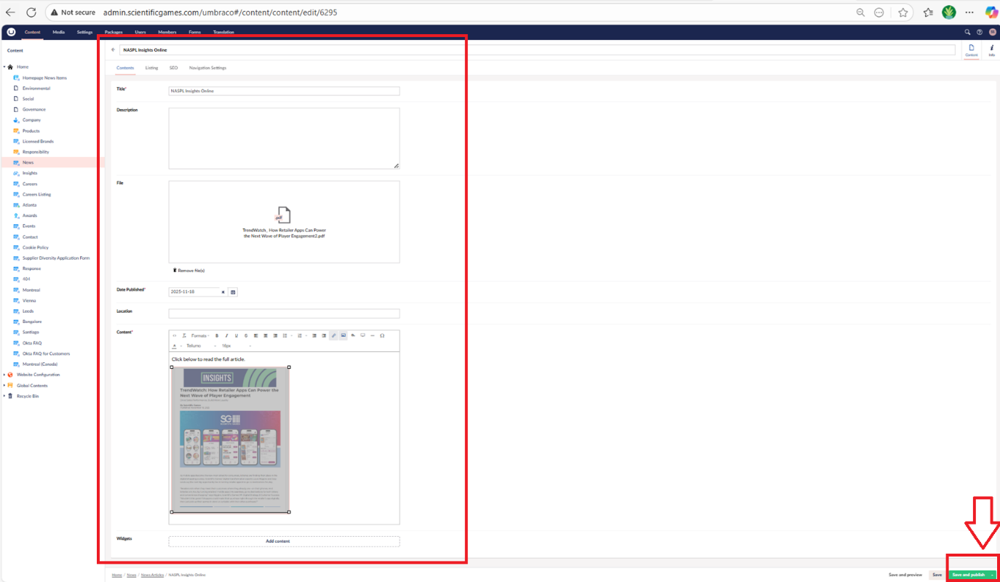 Not secure admin.scientificgames.com/umbraco#/content/content/edit/6295
Content Media Settings Packages Users Members Forms Translation
Content
Home
Homepage News Items
Environmental
Social
Governance
Company
Products
Licensed Brands
Responsibility
News
Insights
Careers
Careers Listing
Atlanta
Awards
Events
Contact
Cookie Policy
Supplier Diversity Application Form
Response
404
Montreal
Vienna
Leeds
Bangalore
Santiago
Okta FAQ
Okta FAQ for Customers
Montreal (Canada)
Website Configuration
Global Contents
Recycle Bin
NASPL Insights Online
Content Info
Contents Listing SEO Navigation Settings
Title* NASPL Insights Online
Description
File
.pdf
TrendWatch_ How Retailer Apps Can Power
the Next Wave of Player Engagement2.pdf
Remove file(s)
Date Published* 2025-11-18
Location
Content*
Formats B I U S
A 16px
Click below to read the full article.
INSIGHTS
TrendWatch: How Retailer Apps Can Power the
Next Wave of Player Engagement
SG
Widgets Add content
Home / News / News Articles / NASPL Insights Online
Save and preview Save Save and publish